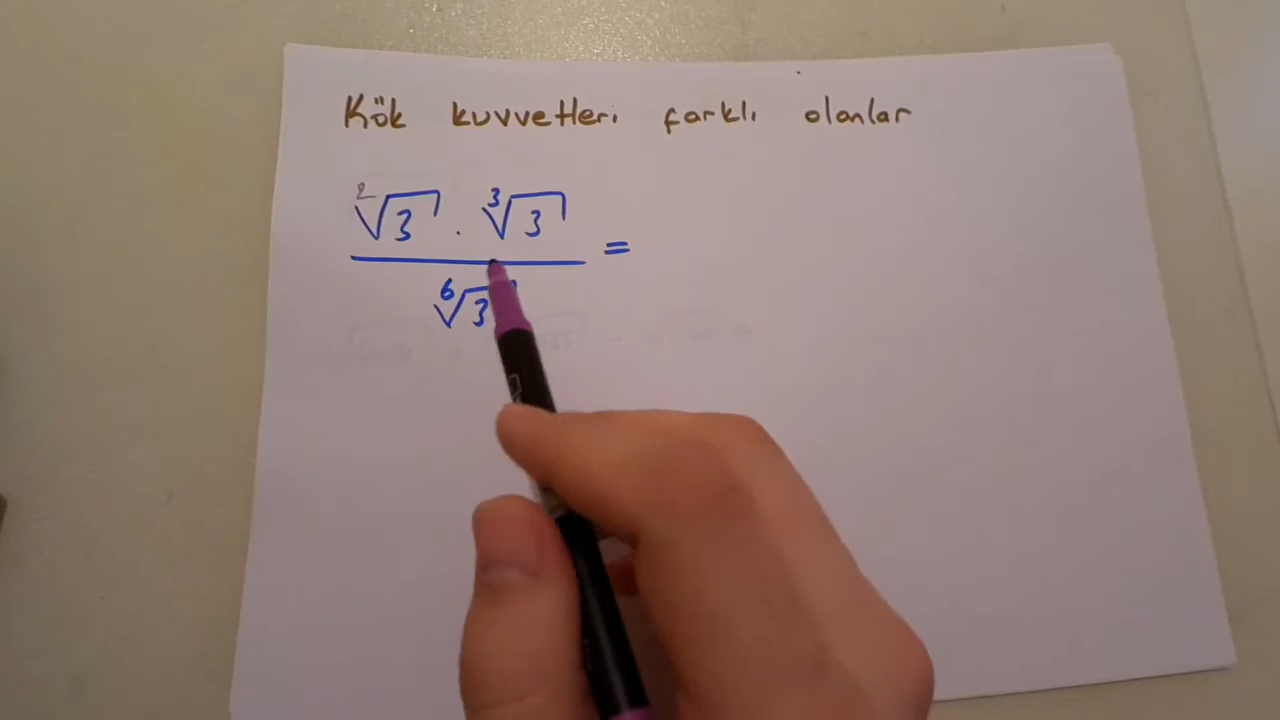 Kök kuvvetleri farklı olanlar
²√3 . ³√3 =
⁶√3